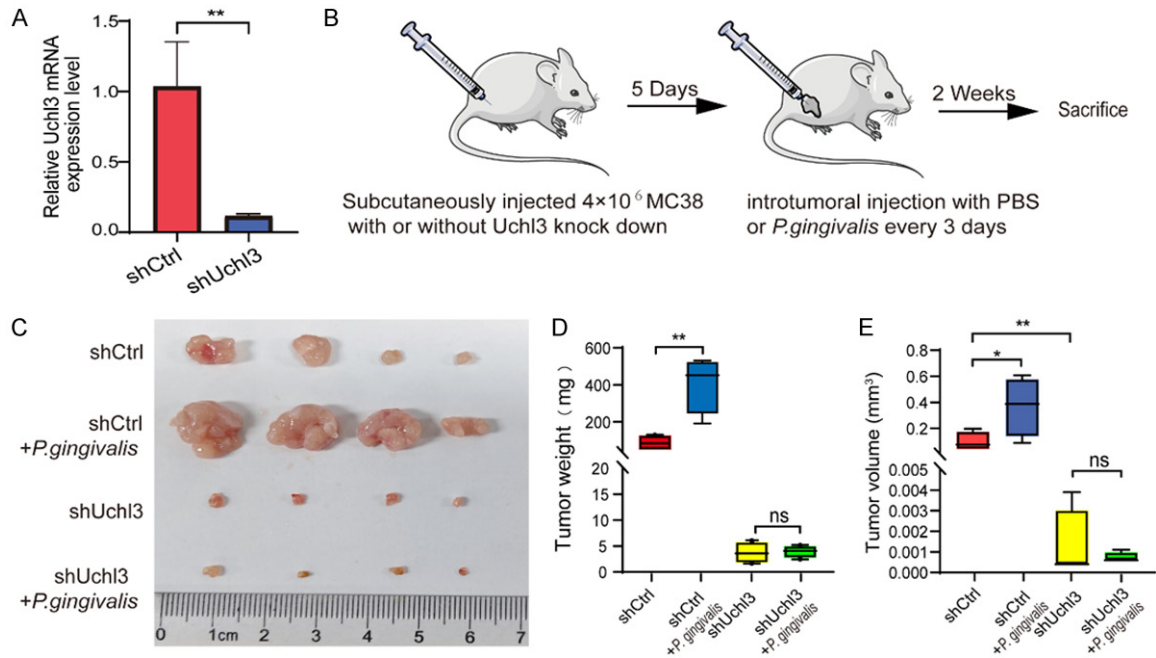 A
Relative Uchl3 mRNA
expression level
1.5
1.0
0.5
0.0
**
shCtrl
shUchl3
B
5 Days
2 Weeks
Sacrifice
Subcutaneously injected 4×10⁶ MC38
with or without Uchl3 knock down
introtumoral injection with PBS
or P.gingivalis every 3 days
C
shCtrl
shCtrl
+P.gingivalis
shUchl3
shUchl3
+P.gingivalis
0 1cm 2 3 4 5 6 7
D
Tumor weight (mg)
600
400
200
20
15
10
5
0
**
ns
shCtrl
shCtrl
+P. gingivalis
shUchl3
shUchl3
+P. gingivalis
E
Tumor volume (mm³)
0.8
0.6
0.4
0.2
0.005
0.004
0.003
0.002
0.001
0.000
**
*
ns
shCtrl
shCtrl
+P. gingivalis
shUchl3
shUchl3
+P. gingivalis